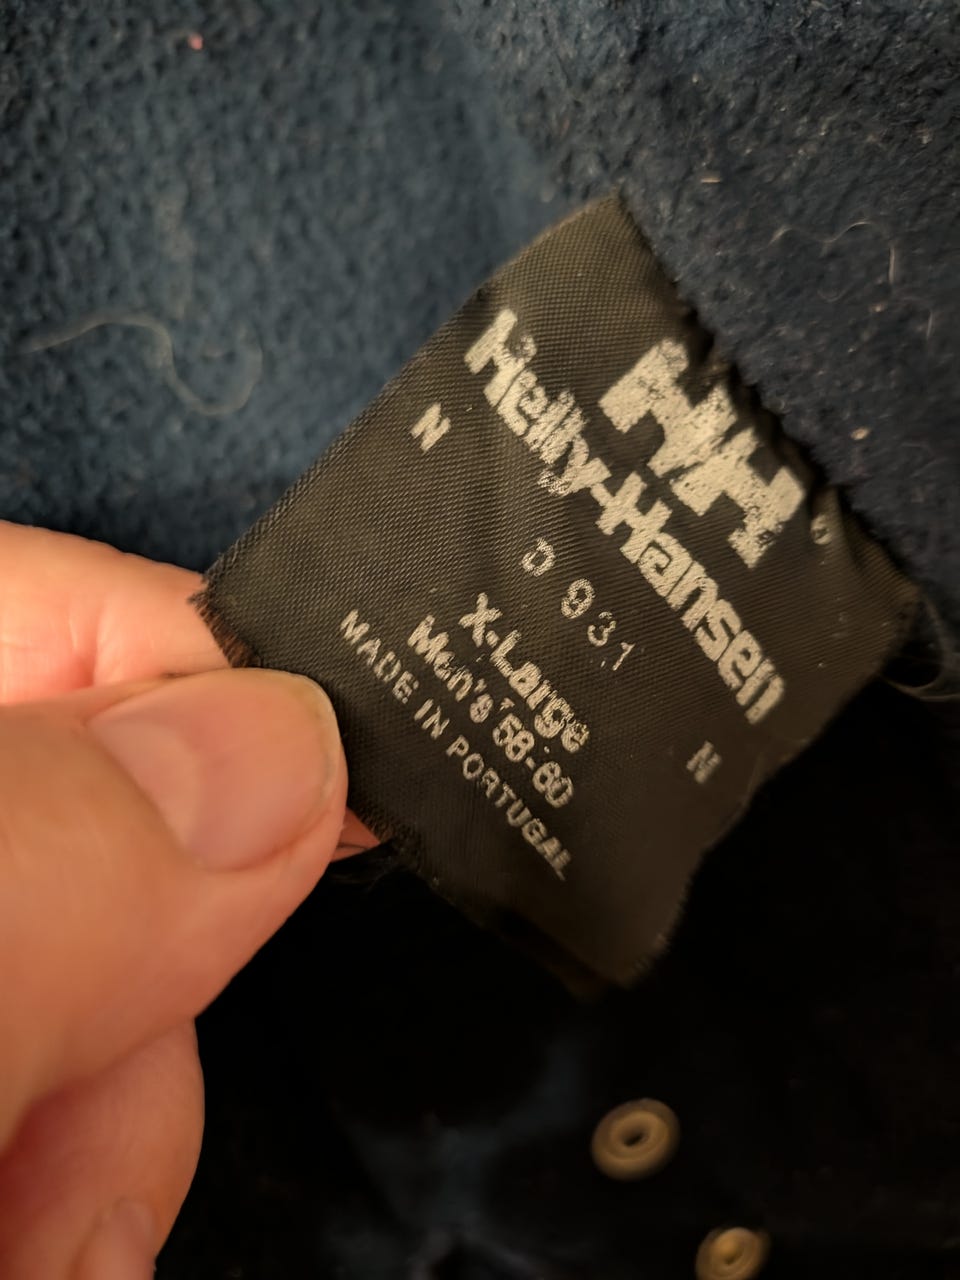 HH
Helly-Hansen
N N
D 931
X-Large
Men's 58-60
MADE IN PORTUGAL